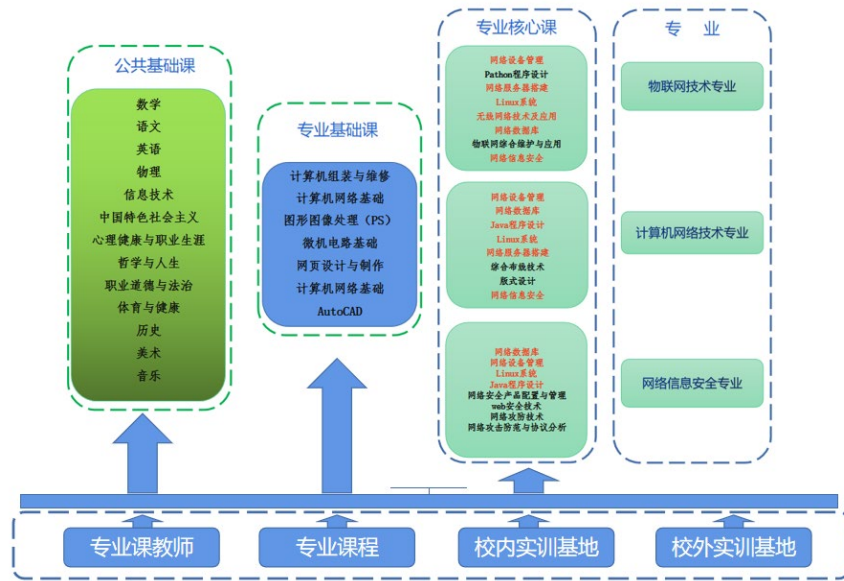 公共基础课
数学
语文
英语
物理
信息技术
中国特色社会主义
心理健康与职业生涯
哲学与人生
职业道德与法治
体育与健康
历史
美术
音乐
专业基础课
计算机组装与维修
计算机网络基础
图形图像处理（PS）
微机电路基础
网页设计与制作
计算机网络基础
AutoCAD
专业核心课
网络设备管理
Pathon程序设计
网络服务器搭建
Linux系统
无线网络技术及应用
网络数据库
物联网综合维护与应用
网络信息安全
网络设备管理
网络数据库
Java程序设计
Linux系统
网络服务器搭建
综合布线技术
版式设计
网络信息安全
网络数据库
网络设备管理
Linux系统
Java程序设计
网络安全产品配置与管理
web安全技术
网络攻防技术
网络攻击防范与协议分析
专 业
物联网技术专业
计算机网络技术专业
网络信息安全专业
专业课教师
专业课程
校内实训基地
校外实训基地